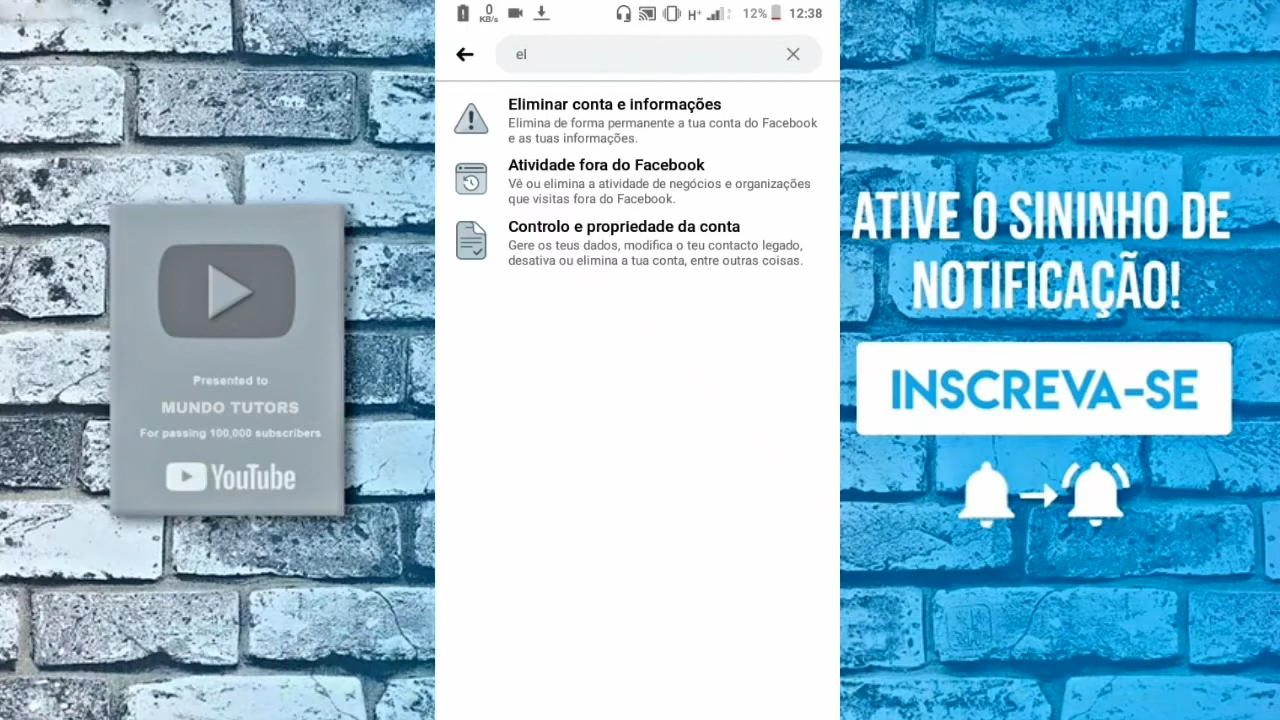 Presented to
MUNDO TUTORS
For passing 100,000 subscribers
YouTube
0
KB/s
H+
12%
12:38
el
Eliminar conta e informações
Elimina de forma permanente a tua conta do Facebook
e as tuas informações.
Atividade fora do Facebook
Vê ou elimina a atividade de negócios e organizações
que visitas fora do Facebook.
Controlo e propriedade da conta
Gere os teus dados, modifica o teu contacto legado,
desativa ou elimina a tua conta, entre outras coisas.
ATIVE O SININHO DE
NOTIFICAÇÃO!
INSCREVA-SE